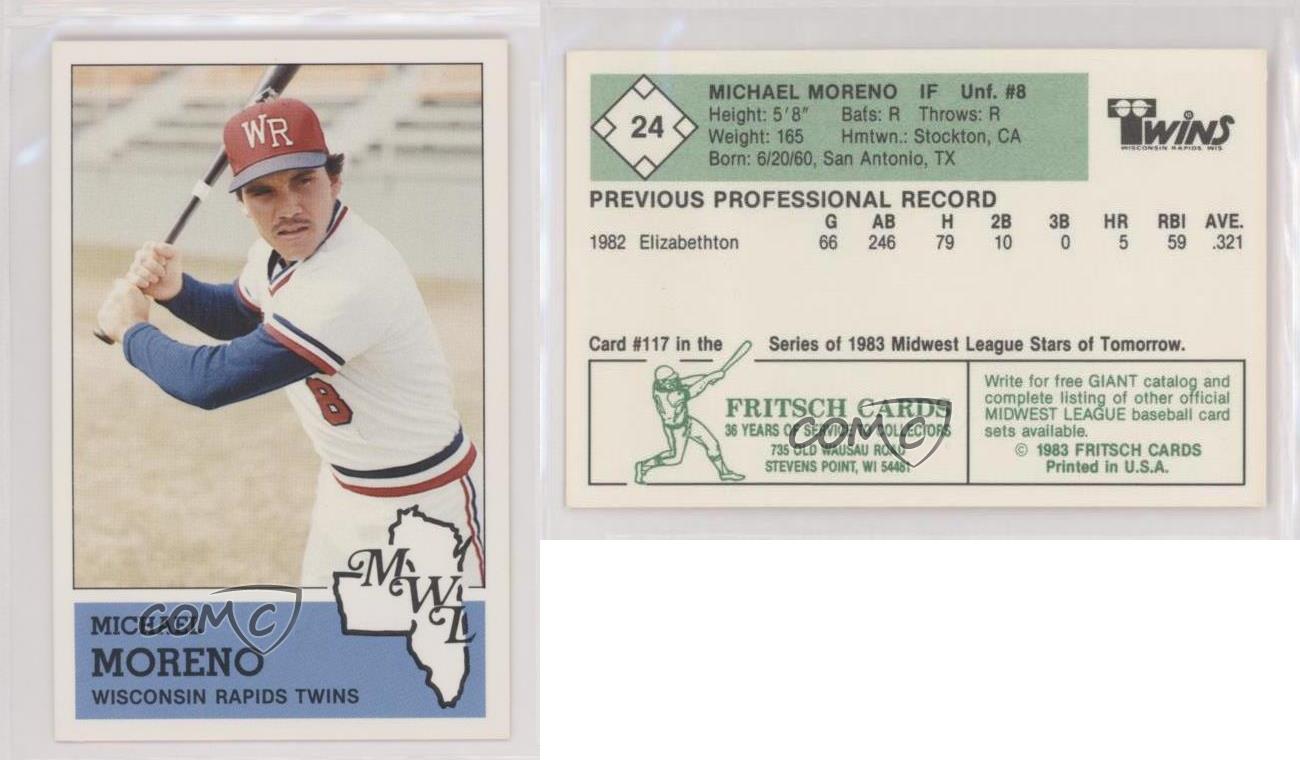 WR
8
MWL
MICHAEL
MORENO
WISCONSIN RAPIDS TWINS
COMC
24
MICHAEL MORENO IF Unf. #8
Height: 5'8" Bats: R Throws: R
Weight: 165 Hmtwn.: Stockton, CA
Born: 6/20/60, San Antonio, TX
TWINS
WISCONSIN RAPIDS WIS
PREVIOUS PROFESSIONAL RECORD
G AB H 2B 3B HR RBI AVE.
1982 Elizabethton 66 246 79 10 0 5 59 .321
Card #117 in the Series of 1983 Midwest League Stars of Tomorrow.
FRITSCH CARDS
36 YEARS OF SERVICE TO COLLECTORS
735 OLD WAUSAU ROAD
STEVENS POINT, WI 54481
COMC
Write for free GIANT catalog and
complete listing of other official
MIDWEST LEAGUE baseball card
sets available.
© 1983 FRITSCH CARDS
Printed in U.S.A.